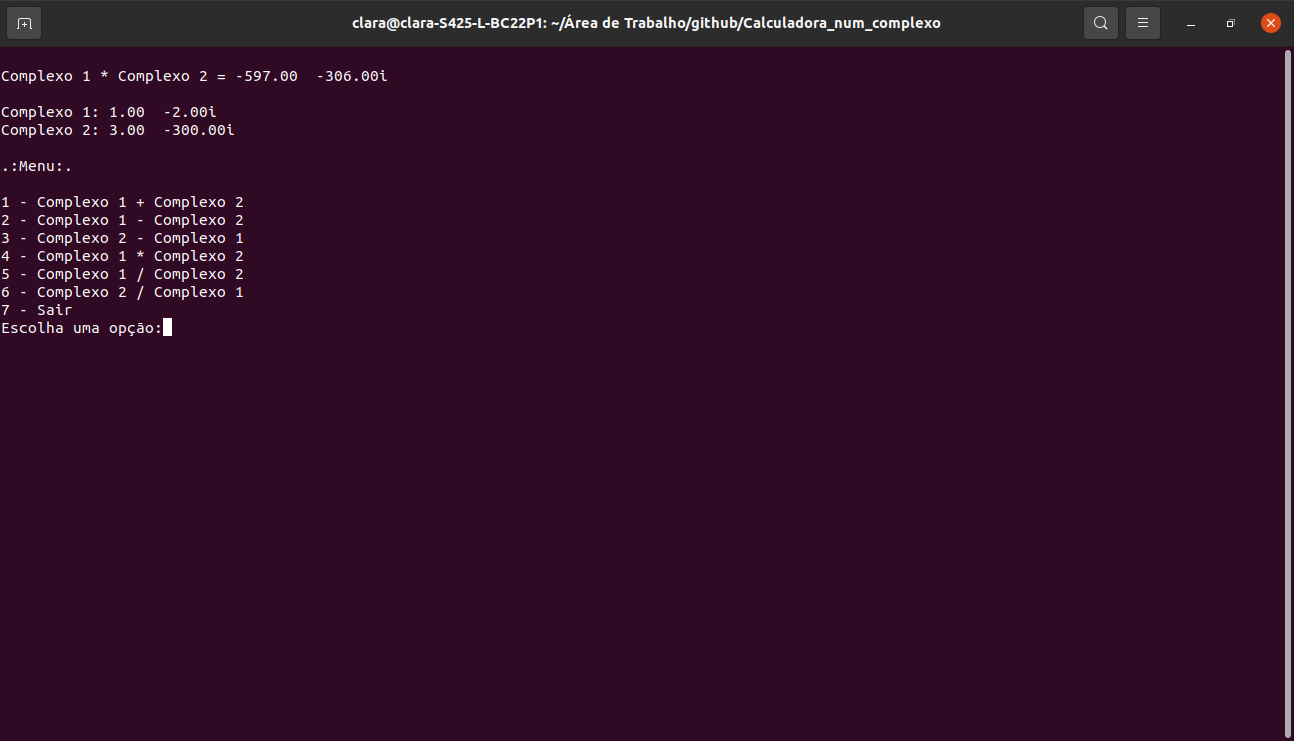 clara@clara-S425-L-BC22P1: ~/Área de Trabalho/github/Calculadora_num_complexo
Complexo 1 * Complexo 2 = -597.00  -306.00i
Complexo 1: 1.00  -2.00i
Complexo 2: 3.00  -300.00i
.:Menu:.
1 - Complexo 1 + Complexo 2
2 - Complexo 1 - Complexo 2
3 - Complexo 2 - Complexo 1
4 - Complexo 1 * Complexo 2
5 - Complexo 1 / Complexo 2
6 - Complexo 2 / Complexo 1
7 - Sair
Escolha uma opção: